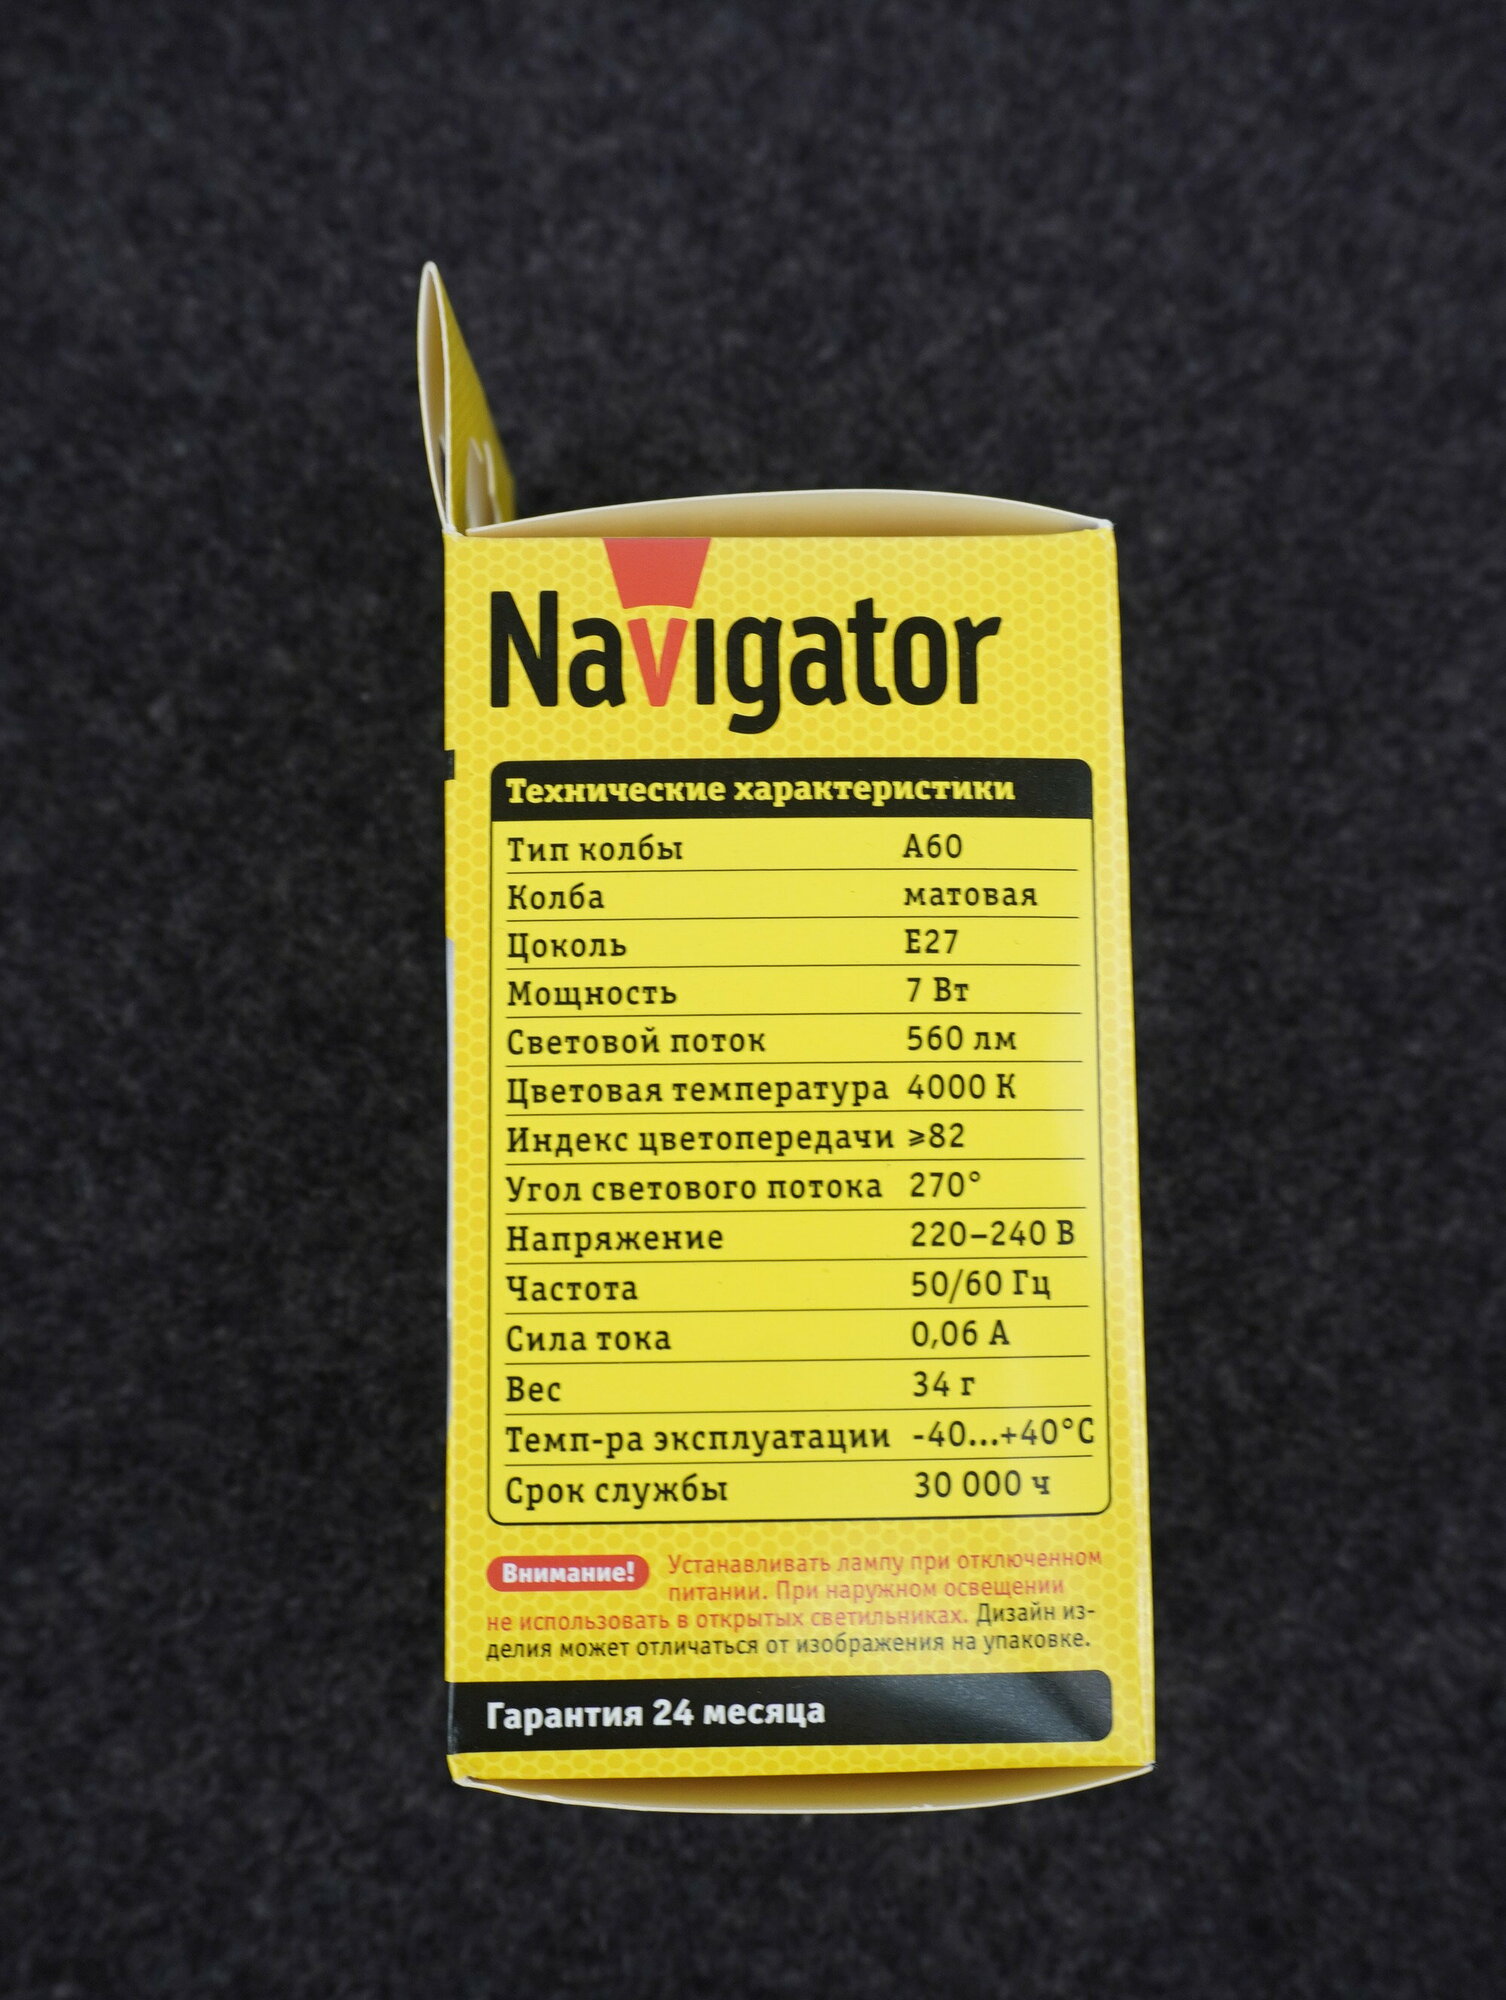 Navigator
Технические характеристики
Тип колбы A60
Колба матовая
Цоколь E27
Мощность 7 Вт
Световой поток 560 лм
Цветовая температура 4000 К
Индекс цветопередачи ⩾82
Угол светового потока 270°
Напряжение 220–240 В
Частота 50/60 Гц
Сила тока 0,06 А
Вес 34 г
Темп-ра эксплуатации -40...+40°C
Срок службы 30 000 ч
Внимание! Устанавливать лампу при отключенном
питании. При наружном освещении
не использовать в открытых светильниках. Дизайн из-
делия может отличаться от изображения на упаковке.
Гарантия 24 месяца